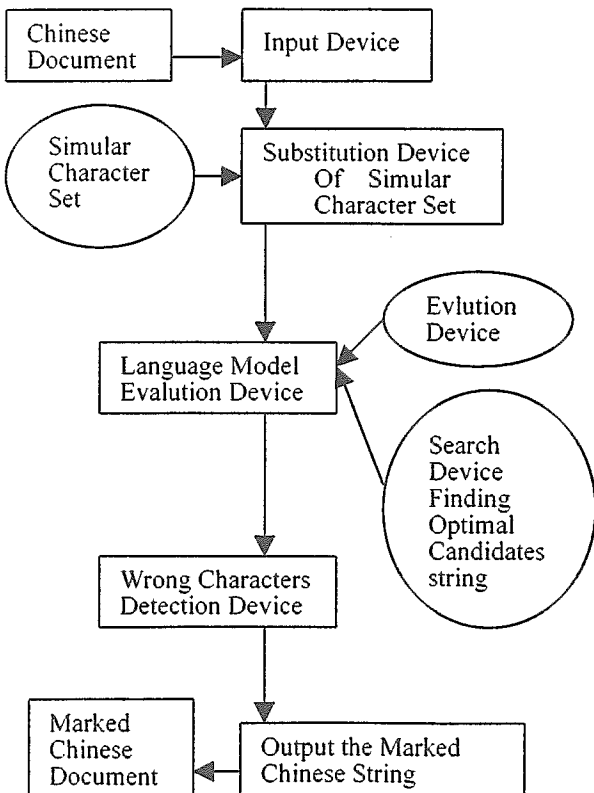 Chinese
Document
Input Device
Simular
Character
Set
Substitution Device
Of Simular
Character Set
Evlution
Device
Language Model
Evalution Device
Search
Device
Finding
Optimal
Candidates
string
Wrong Characters
Detection Device
Marked
Chinese
Document
Output the Marked
Chinese String